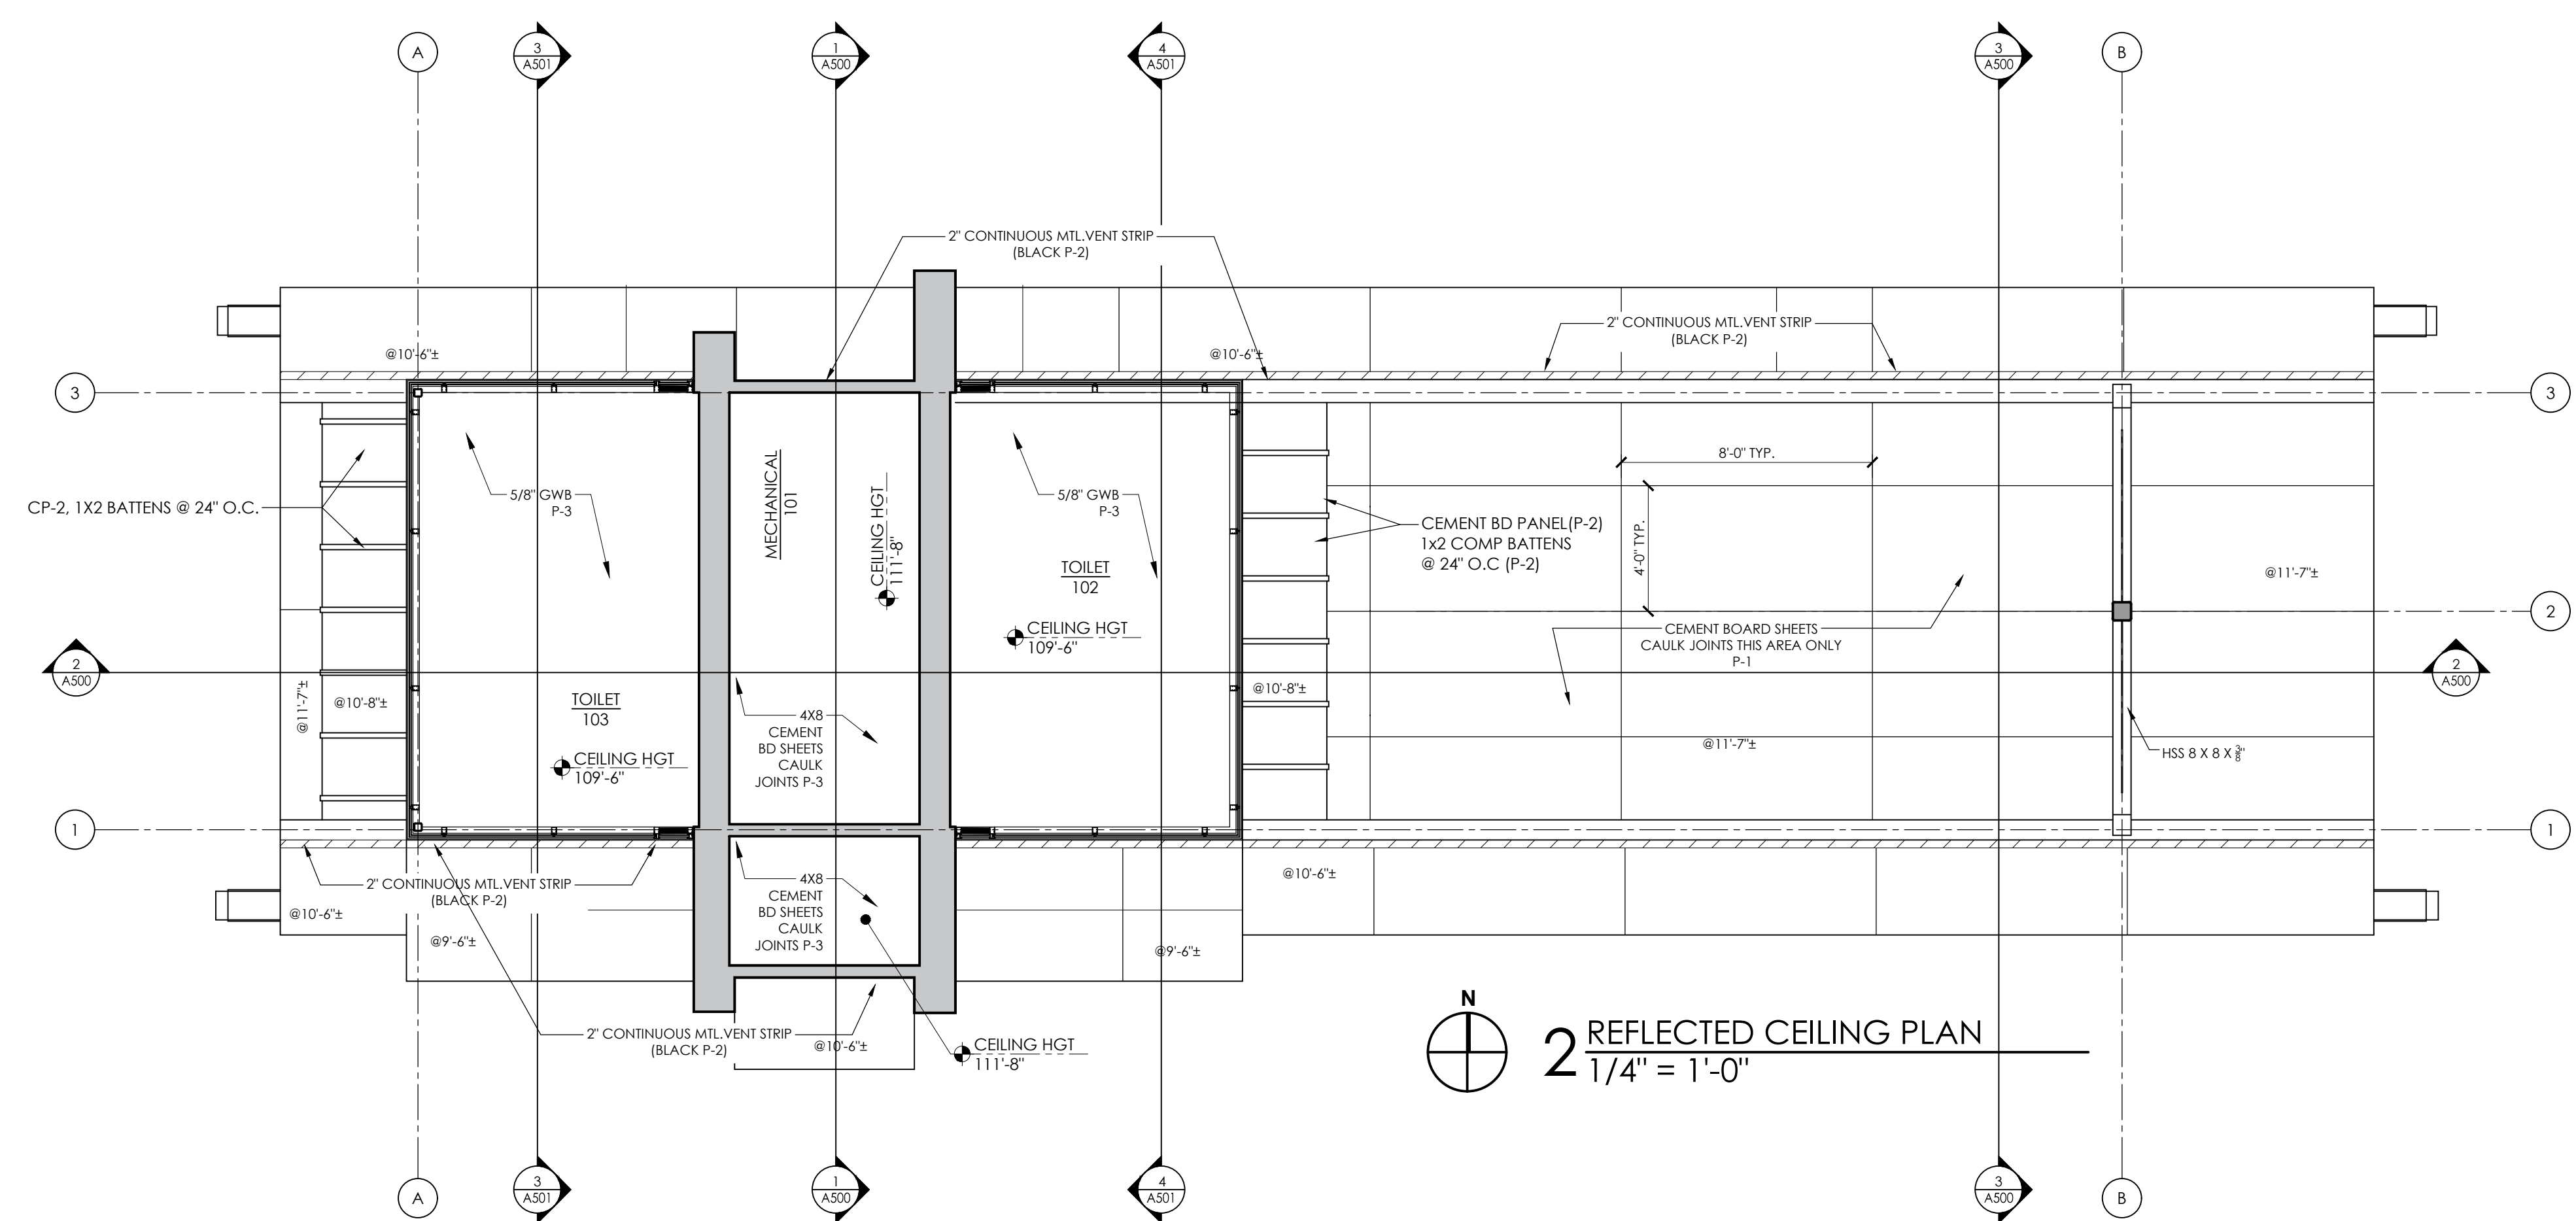 A
3
A501
1
A500
4
A501
3
A500
B
2" CONTINUOUS MTL.VENT STRIP
(BLACK P-2)
2" CONTINUOUS MTL.VENT STRIP
(BLACK P-2)
@10'-6"±
@10'-6"±
3
3
CP-2, 1X2 BATTENS @ 24" O.C.
5/8" GWB
P-3
MECHANICAL
101
CEILING HGT
111'-8"
5/8" GWB
P-3
8'-0" TYP.
4'-0" TYP.
CEMENT BD PANEL(P-2)
1x2 COMP BATTENS
@ 24" O.C (P-2)
TOILET
102
CEILING HGT
109'-6"
@11'-7"±
2
CEMENT BOARD SHEETS
CAULK JOINTS THIS AREA ONLY
P-1
2
A500
2
A500
@11'-7"±
@10'-8"±
TOILET
103
CEILING HGT
109'-6"
4X8
CEMENT
BD SHEETS
CAULK
JOINTS P-3
@10'-8"±
@11'-7"±
HSS 8 X 8 X 3/8"
1
1
2" CONTINUOUS MTL.VENT STRIP
(BLACK P-2)
@10'-6"±
@9'-6"±
4X8
CEMENT
BD SHEETS
CAULK
JOINTS P-3
@10'-6"±
@9'-6"±
2" CONTINUOUS MTL.VENT STRIP
(BLACK P-2)
@10'-6"±
CEILING HGT
111'-8"
N
2 REFLECTED CEILING PLAN
1/4" = 1'-0"
A
3
A501
1
A500
4
A501
3
A500
B